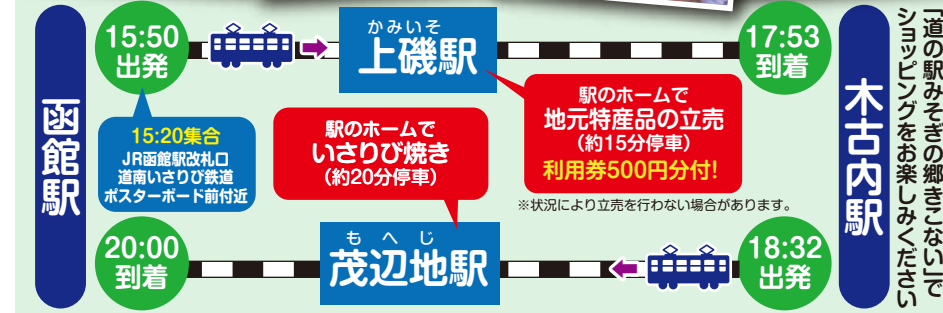 函館駅
15:50
出発
15:20集合
JR函館駅改札口
道南いさりび鉄道
ポスターボード前付近
かみいそ
上磯駅
駅のホームで
地元特産品の立売
(約15分停車)
利用券500円分付!
※状況により立売を行わない場合があります。
17:53
到着
木古内駅
「道の駅みそぎの郷きこない」で
ショッピングをお楽しみください
18:32
出発
もへじ
茂辺地駅
駅のホームで
いさりび焼き
(約20分停車)
20:00
到着